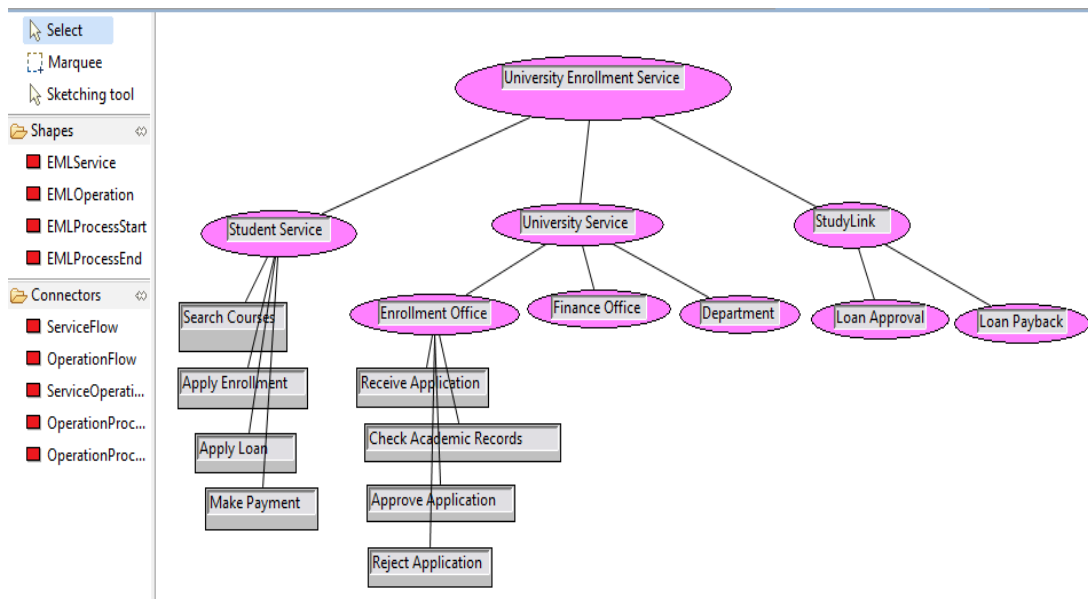 Select
Marquee
Sketching tool
Shapes
EMLService
EMLOperation
EMLProcessStart
EMLProcessEnd
Connectors
ServiceFlow
OperationFlow
ServiceOperati...
OperationProc...
OperationProc...
University Enrollment Service
Student Service
University Service
StudyLink
Search Courses
Enrollment Office
Finance Office
Department
Loan Approval
Loan Payback
Apply Enrollment
Receive Application
Apply Loan
Check Academic Records
Make Payment
Approve Application
Reject Application